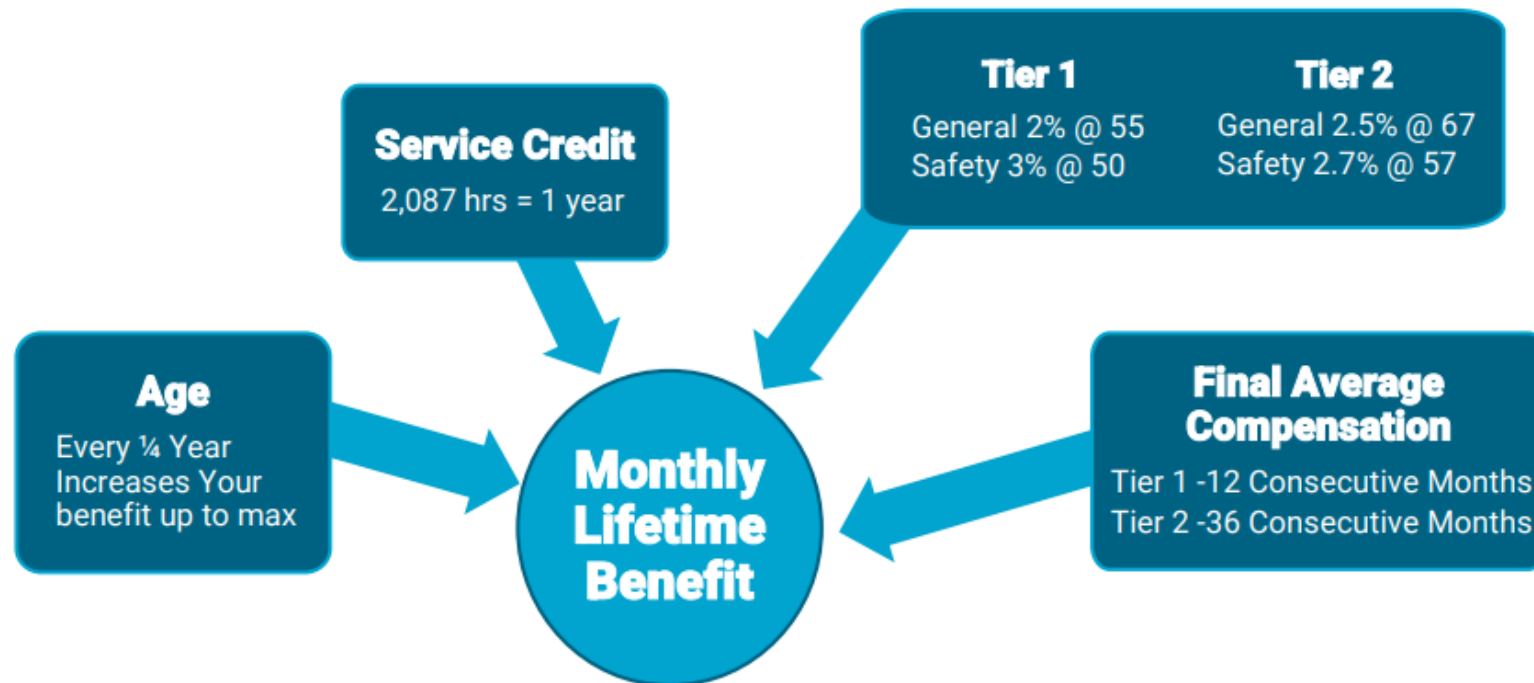 Tier 1
General 2% @ 55
Safety 3% @ 50
Tier 2
General 2.5% @ 67
Safety 2.7% @ 57
Service Credit
2,087 hrs = 1 year
Age
Every ¼ Year
Increases Your
benefit up to max
Final Average
Compensation
Tier 1 -12 Consecutive Months
Tier 2 -36 Consecutive Months
Monthly
Lifetime
Benefit